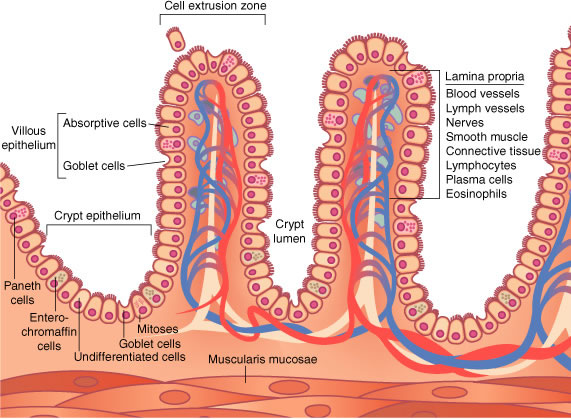 Cell extrusion zone
Villous
epithelium
Absorptive cells
Goblet cells
Crypt epithelium
Paneth
cells
Entero-
chromaffin
cells
Undifferentiated cells
Goblet cells
Mitoses
Crypt
lumen
Muscularis mucosae
Lamina propria
Blood vessels
Lymph vessels
Nerves
Smooth muscle
Connective tissue
Lymphocytes
Plasma cells
Eosinophils